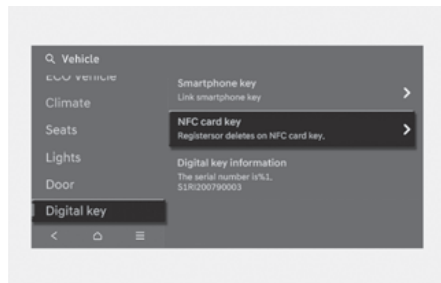 Vehicle
ECO vehicle
Climate
Seats
Lights
Door
Digital key
Smartphone key
Link smartphone key
NFC card key
Registersor deletes on NFC card key,
Digital key information
The serial number is%1.
S1RI200790003